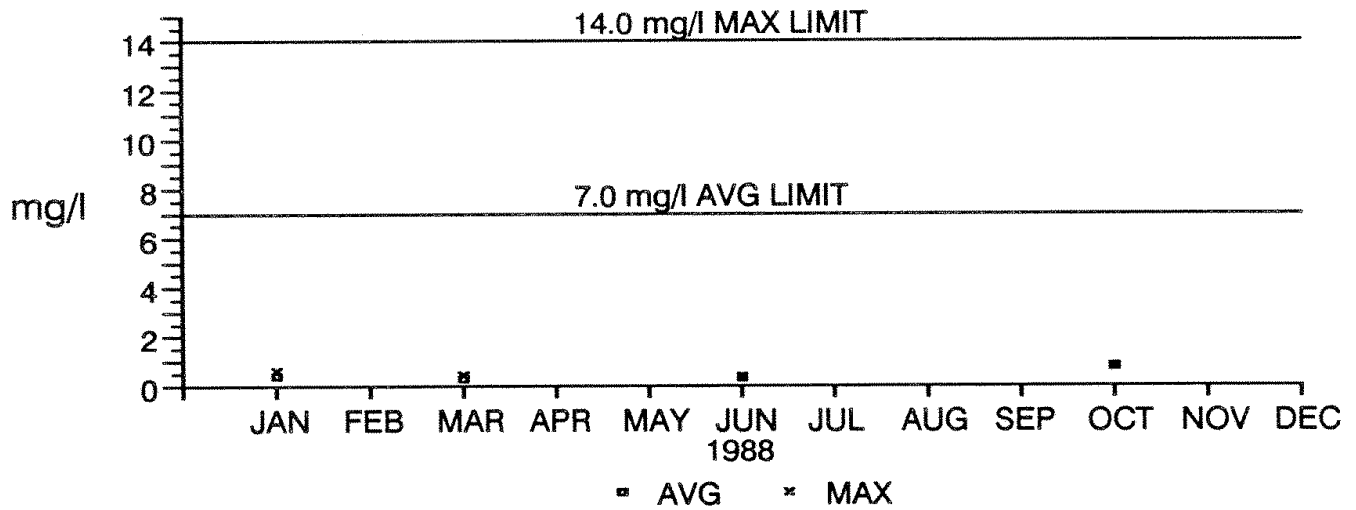 14.0 mg/l MAX LIMIT
14
12
10
8
7.0 mg/l AVG LIMIT
mg/l
6
4
2
0
JAN FEB MAR APR MAY JUN JUL AUG SEP OCT NOV DEC
1988
AVG MAX